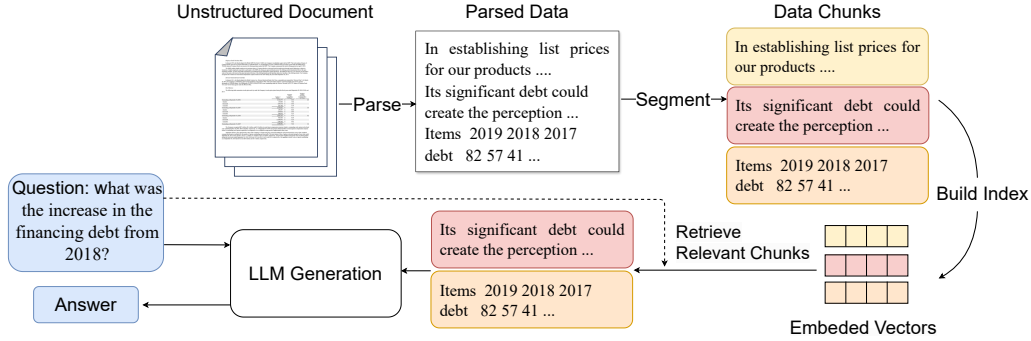 Unstructured Document
Parsed Data
Data Chunks
In establishing list prices
for our products ....
Its significant debt could
create the perception ...
Items 2019 2018 2017
debt 82 57 41 ...
Parse
Segment
In establishing list prices for
our products ....
Its significant debt could
create the perception ...
Items 2019 2018 2017
debt 82 57 41 ...
Build Index
Question: what was
the increase in the
financing debt from
2018?
LLM Generation
Answer
Its significant debt could
create the perception ...
Items 2019 2018 2017
debt 82 57 41 ...
Retrieve
Relevant Chunks
Embeded Vectors